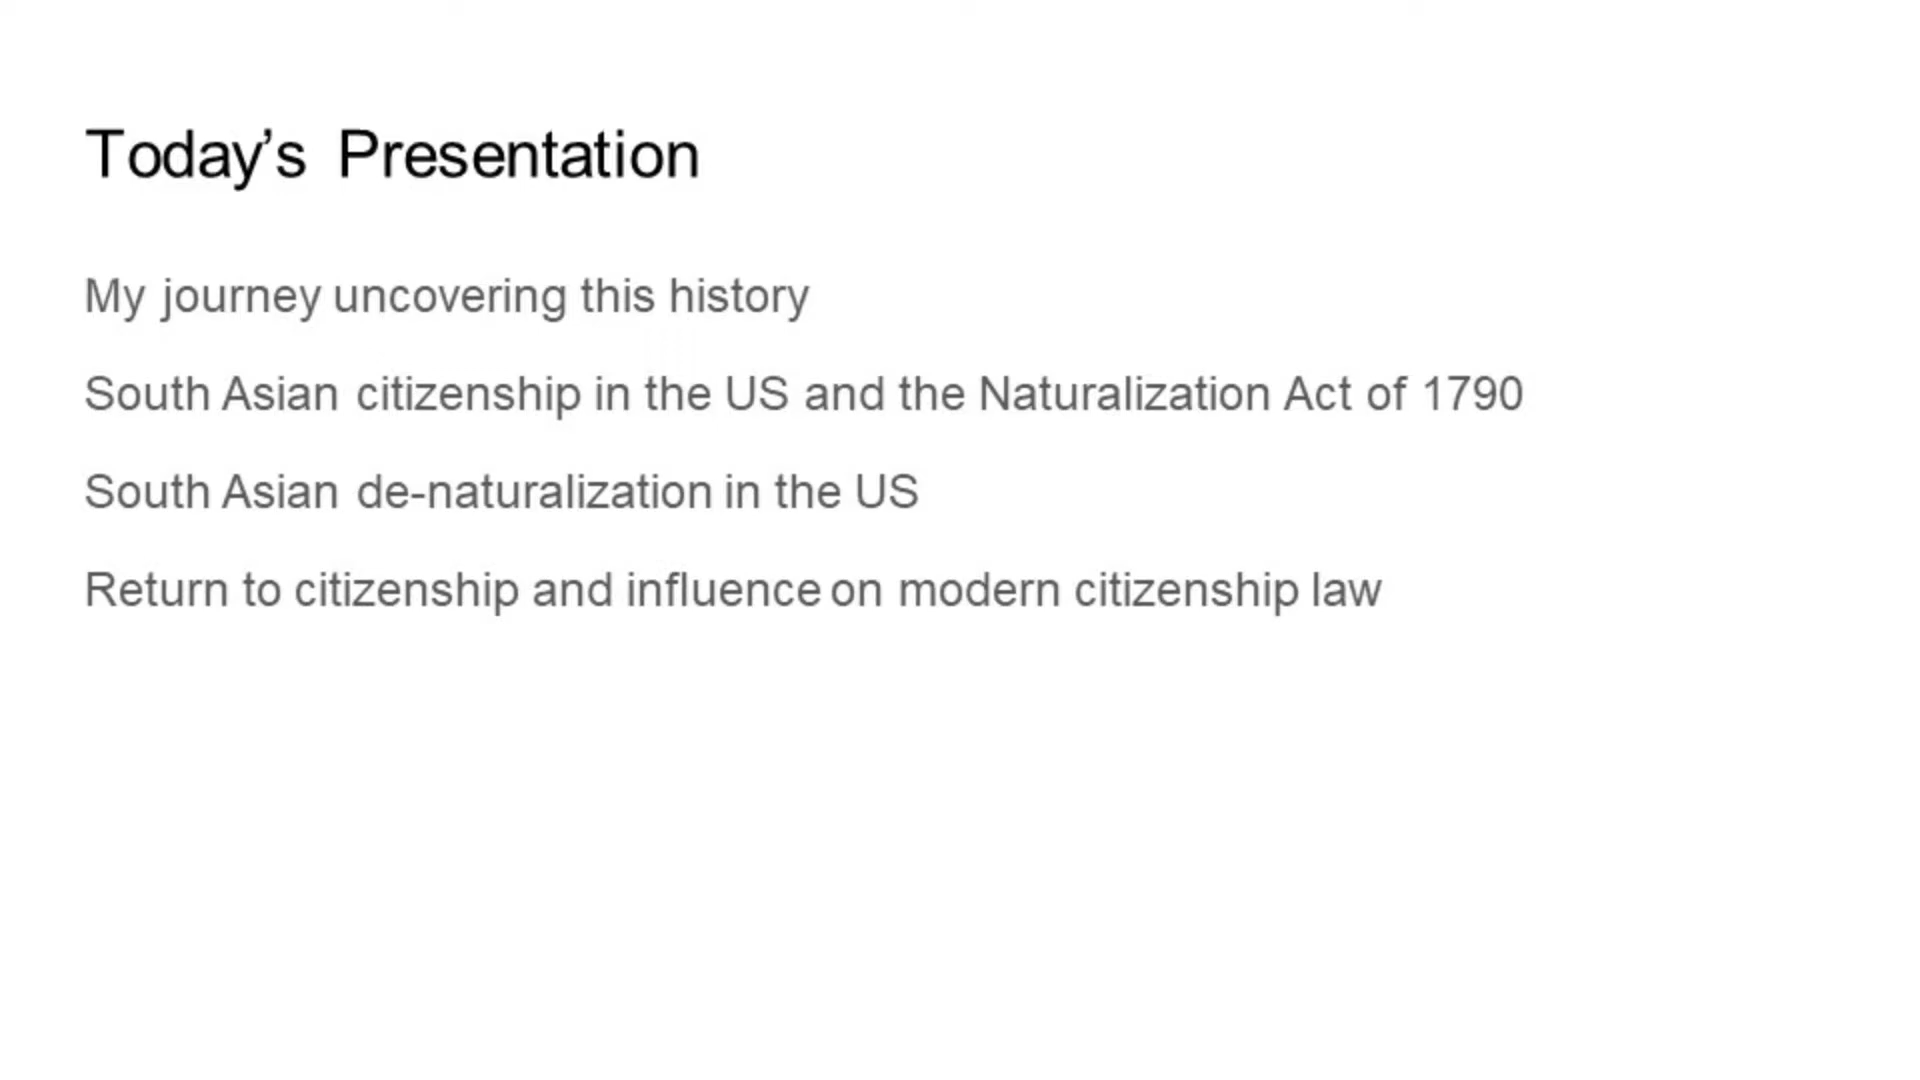 Today’s Presentation
My journey uncovering this history
South Asian citizenship in the US and the Naturalization Act of 1790
South Asian de-naturalization in the US
Return to citizenship and influence on modern citizenship law